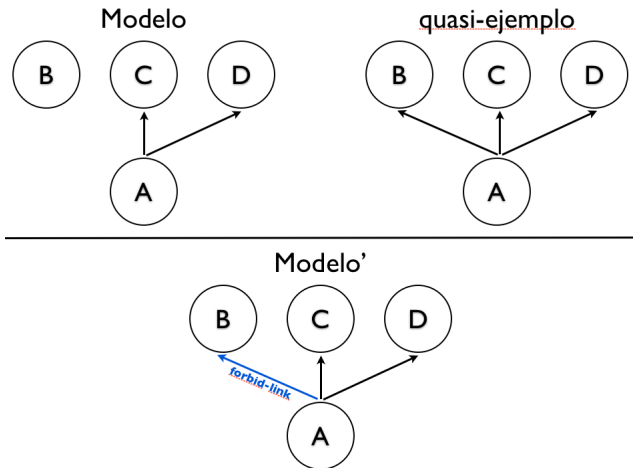 Modelo
B C D
A
quasi-ejemplo
B C D
A
Modelo'
B C D
forbid-link
A